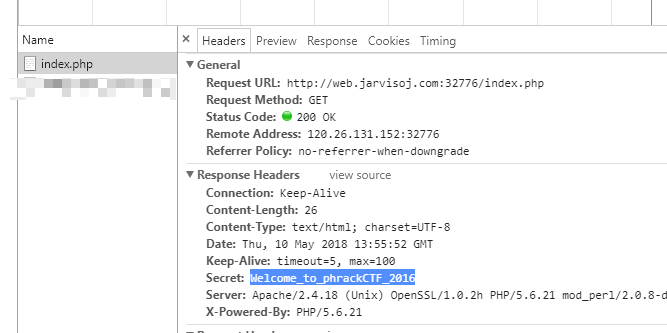 Name
index.php
Headers Preview Response Cookies Timing
General
Request URL: http://web.jarvisoj.com:32776/index.php
Request Method: GET
Status Code: 200 OK
Remote Address: 120.26.131.152:32776
Referrer Policy: no-referrer-when-downgrade
Response Headers view source
Connection: Keep-Alive
Content-Length: 26
Content-Type: text/html; charset=UTF-8
Date: Thu, 10 May 2018 13:55:52 GMT
Keep-Alive: timeout=5, max=100
Secret: Welcome_to_phrackCTF_2016
Server: Apache/2.4.18 (Unix) OpenSSL/1.0.2h PHP/5.6.21 mod_perl/2.0.8-d
X-Powered-By: PHP/5.6.21